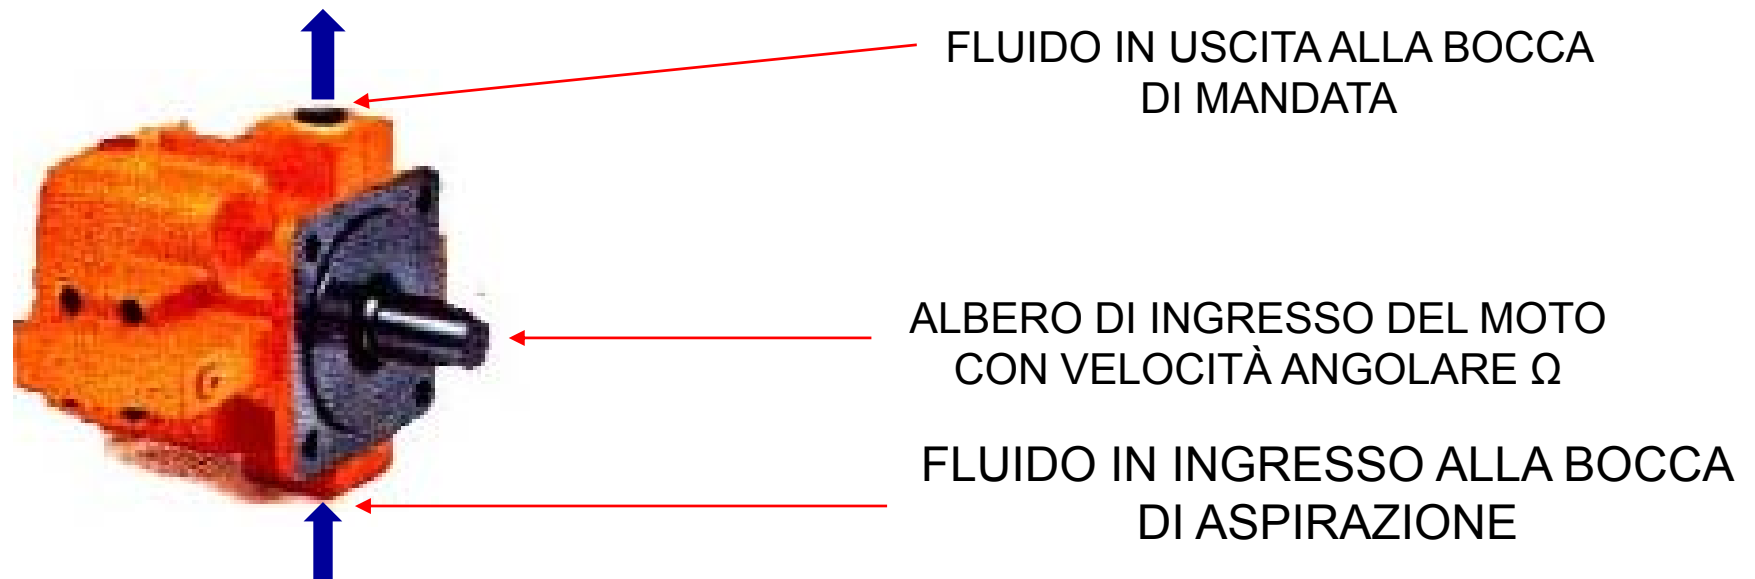 FLUIDO IN USCITA ALLA BOCCA
DI MANDATA
ALBERO DI INGRESSO DEL MOTO
CON VELOCITÀ ANGOLARE Ω
FLUIDO IN INGRESSO ALLA BOCCA
DI ASPIRAZIONE